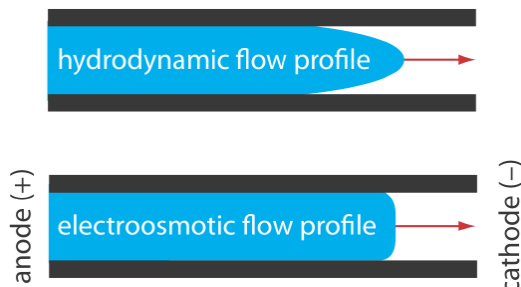 hydrodynamic flow profile
anode (+)
electroosmotic flow profile
cathode (−)